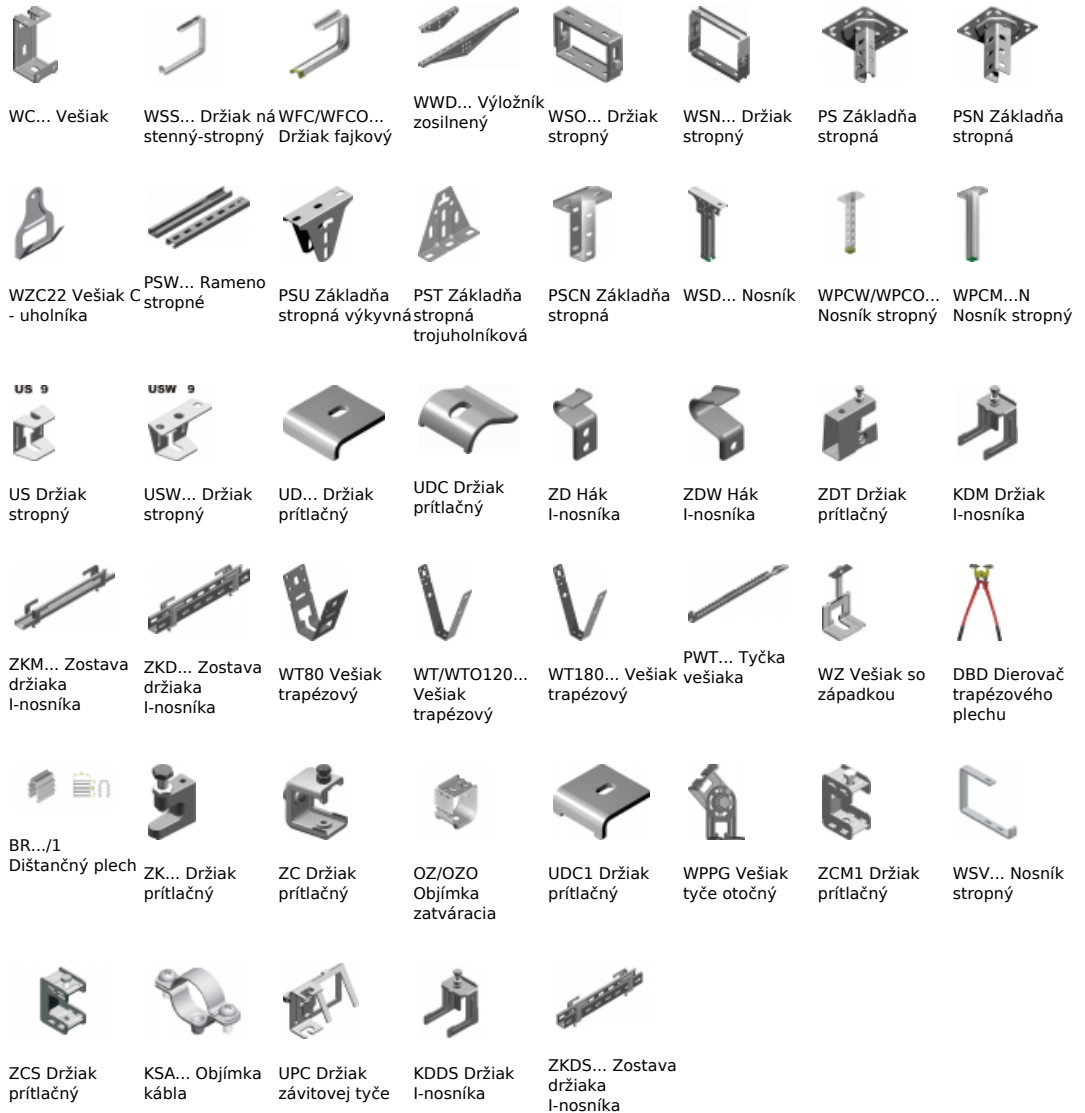 WC... Vešiak
WSS... Držiak ná
stenný-stropný
WFC/WFCO...
Držiak fajkový
WWD... Výložník
zosilnený
WSO... Držiak
stropný
WSN... Držiak
stropný
PS Základňa
stropná
PSN Základňa
stropná
WZC22 Vešiak C
- uholníka
PSW... Rameno
stropné
PSU Základňa
stropná výkyvná
PST Základňa
stropná
trojuholníková
PSCN Základňa
stropná
WSD... Nosník
WPCW/WPCO...
Nosník stropný
WPCM...N
Nosník stropný
US 9
USW 9
US Držiak
stropný
USW... Držiak
stropný
UD... Držiak
prítlačný
UDC Držiak
prítlačný
ZD Hák
I-nosníka
ZDW Hák
I-nosníka
ZDT Držiak
prítlačný
KDM Držiak
I-nosníka
ZKM... Zostava
držiaka
I-nosníka
ZKD... Zostava
držiaka
I-nosníka
WT80 Vešiak
trapézový
WT/WTO120...
Vešiak
trapézový
WT180... Vešiak
trapézový
PWT... Tyčka
vešiaka
WZ Vešiak so
západkou
DBD Dierovač
trapézového
plechu
BR.../1
Dištančný plech
ZK... Držiak
prítlačný
ZC Držiak
prítlačný
OZ/OZO
Objímka
zatváracia
UDC1 Držiak
prítlačný
WPPG Vešiak
tyče otočný
ZCM1 Držiak
prítlačný
WSV... Nosník
stropný
ZCS Držiak
prítlačný
KSA... Objímka
kábla
UPC Držiak
závitovej tyče
KDDS Držiak
I-nosníka
ZKDS... Zostava
držiaka
I-nosníka